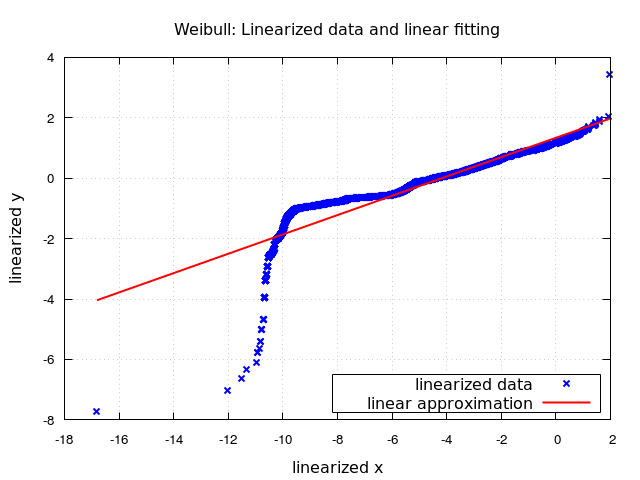 Weibull: Linearized data and linear fitting
linearized y
4
2
0
-2
-4
-6
-8
-18 -16 -14 -12 -10 -8 -6 -4 -2 0 2
linearized x
linearized data
linear approximation